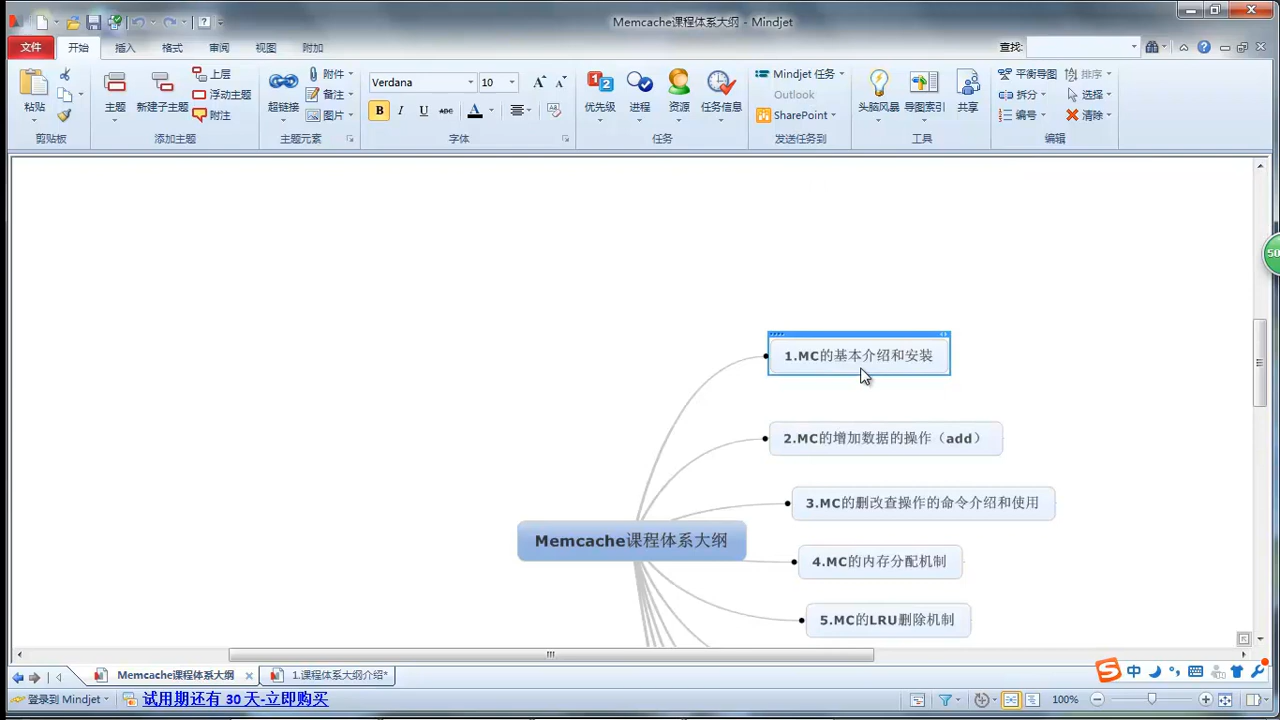 Memcache课程体系大纲 - Mindjet
文件 开始 插入 格式 审阅 视图 附加 查找:
粘贴
剪贴板
主题 新建子主题 上层 浮动主题 附注
添加主题
超链接 附件 备注 图片
主题元素
Verdana 10
B I U abc A
字体
优先级 进程 资源 任务信息
任务
Mindjet 任务
Outlook
SharePoint
发送任务到
头脑风暴 导图索引 共享
工具
平衡导图 排序
拆分 选择
编号 清除
编辑
50
1.MC的基本介绍和安装
2.MC的增加数据的操作（add）
3.MC的删改查操作的命令介绍和使用
Memcache课程体系大纲
4.MC的内存分配机制
5.MC的LRU删除机制
Memcache课程体系大纲 1.课程体系大纲介绍*
中
登录到 Mindjet 试用期还有 30 天-立即购买 100%